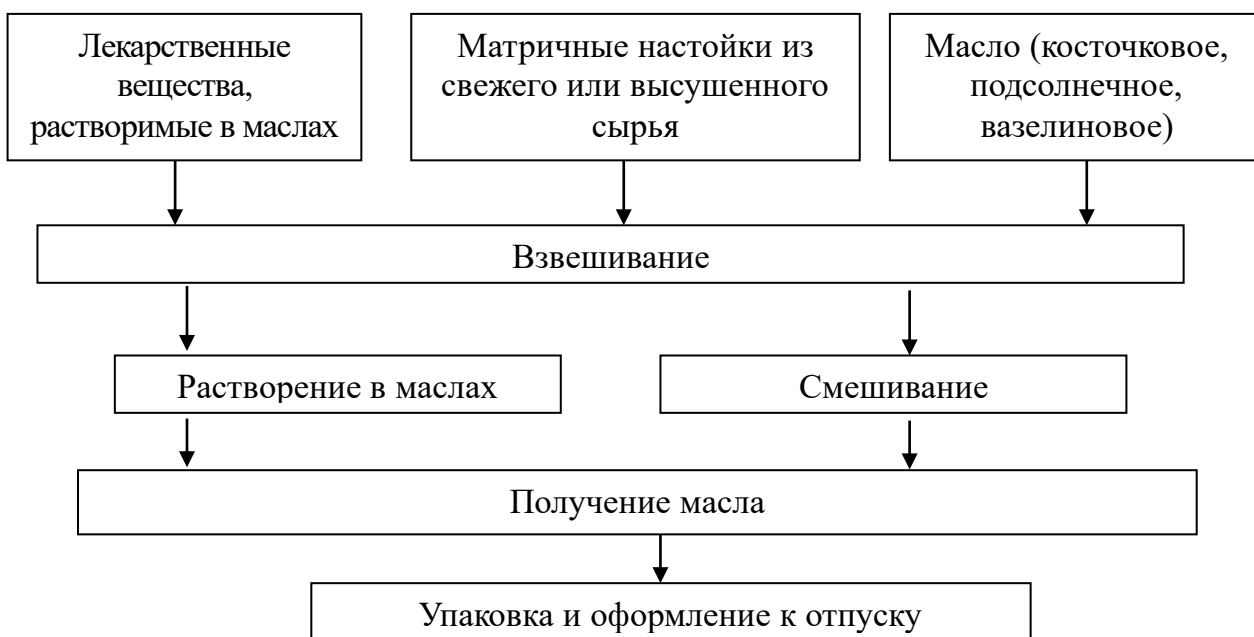 Лекарственные
вещества,
растворимые в маслах
Матричные настойки из
свежего или высушенного
сырья
Масло (косточковое,
подсолнечное,
вазелиновое)
Взвешивание
Растворение в маслах
Смешивание
Получение масла
Упаковка и оформление к отпуску